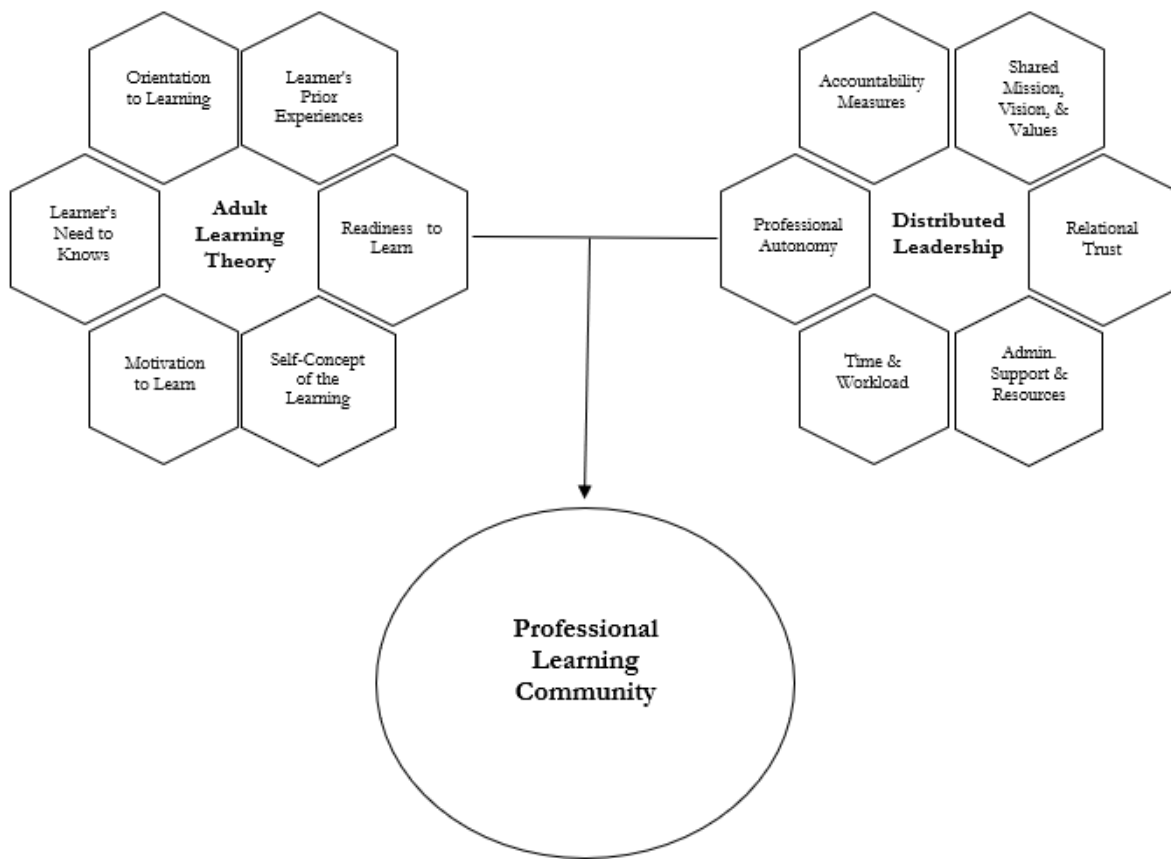 Orientation
to Learning
Learner's
Prior
Experiences
Learner's
Need to
Knows
Adult
Learning
Theory
Readiness to
Learn
Motivation
to Learn
Self-Concept
of the
Learning
Accountability
Measures
Shared
Mission,
Vision, &
Values
Professional
Autonomy
Distributed
Leadership
Relational
Trust
Time &
Workload
Admin.
Support &
Resources
Professional
Learning
Community